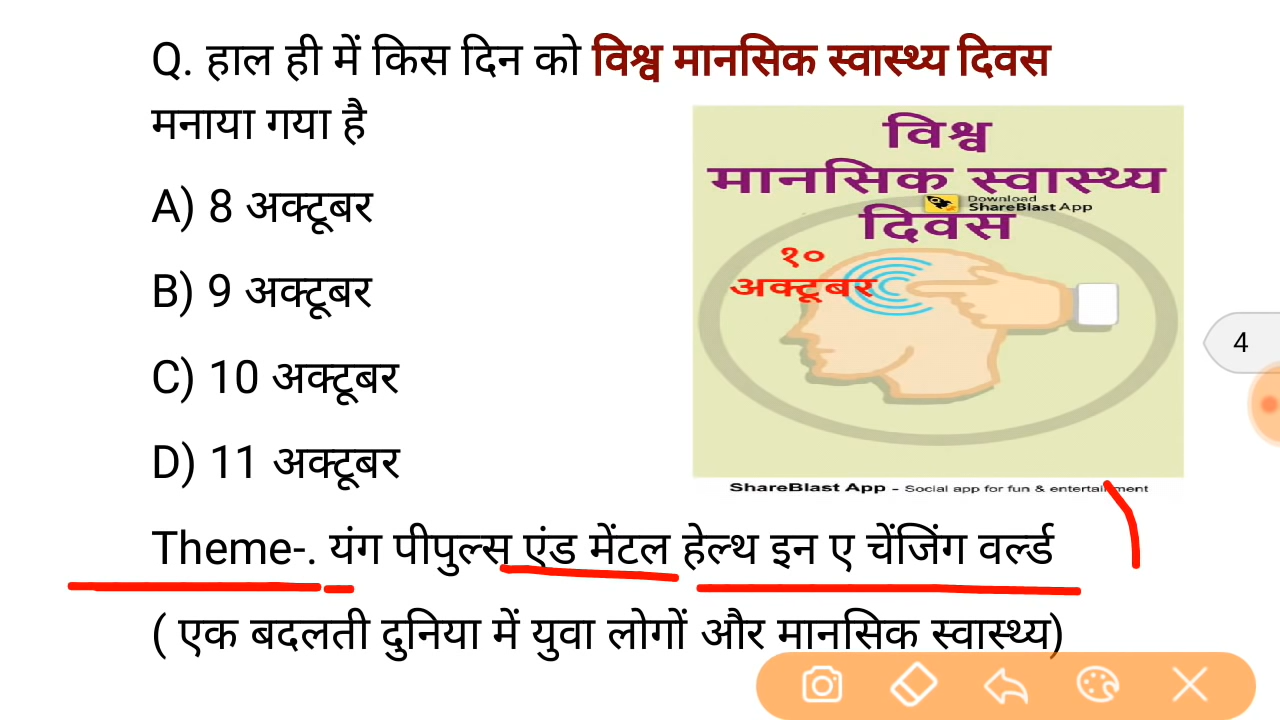 Q. हाल ही में किस दिन को विश्व मानसिक स्वास्थ्य दिवस
मनाया गया है
A) 8 अक्टूबर
B) 9 अक्टूबर
C) 10 अक्टूबर
D) 11 अक्टूबर
विश्व
मानसिक स्वास्थ्य
Download
ShareBlast App
दिवस
१०
अक्टूबर
ShareBlast App - Social app for fun & entertainment
4
Theme-. यंग पीपुल्स एंड मेंटल हेल्थ इन ए चेंजिंग वर्ल्ड
( एक बदलती दुनिया में युवा लोगों और मानसिक स्वास्थ्य)